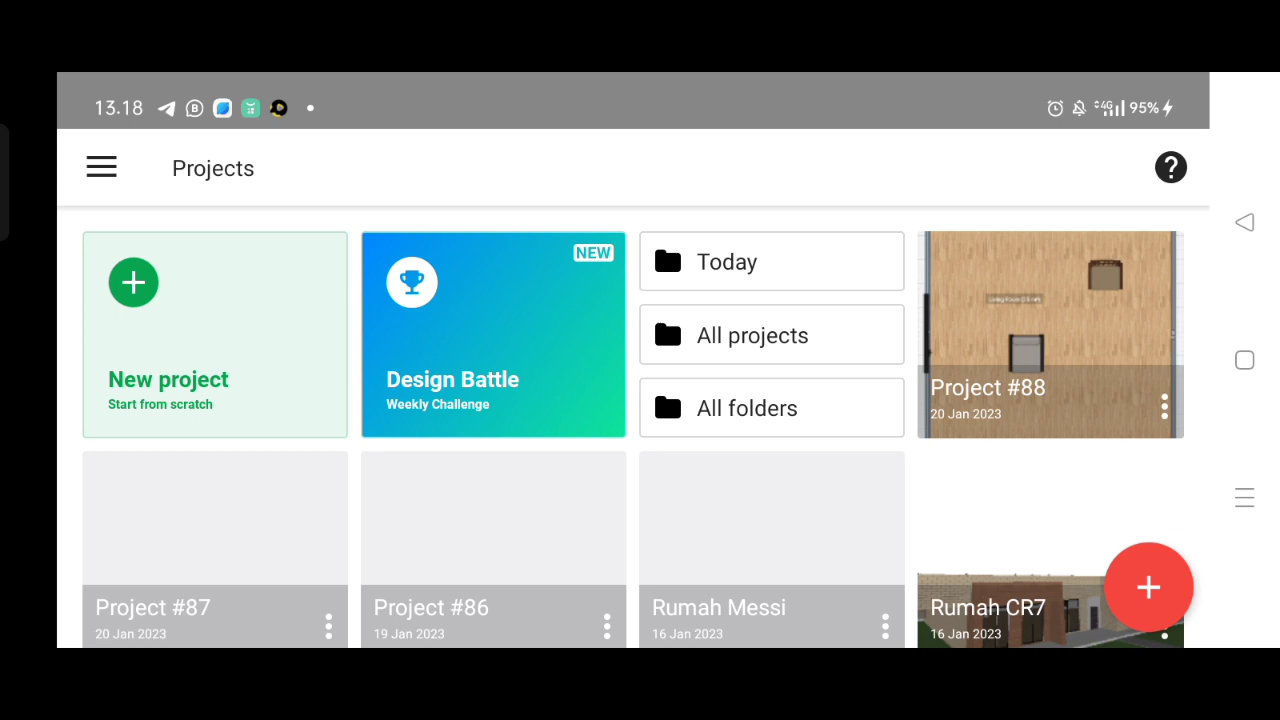 13.18
4G 95%
Projects
New project
Start from scratch
NEW
Design Battle
Weekly Challenge
Today
All projects
All folders
Project #88
20 Jan 2023
Project #87
20 Jan 2023
Project #86
19 Jan 2023
Rumah Messi
16 Jan 2023
Rumah CR7
16 Jan 2023